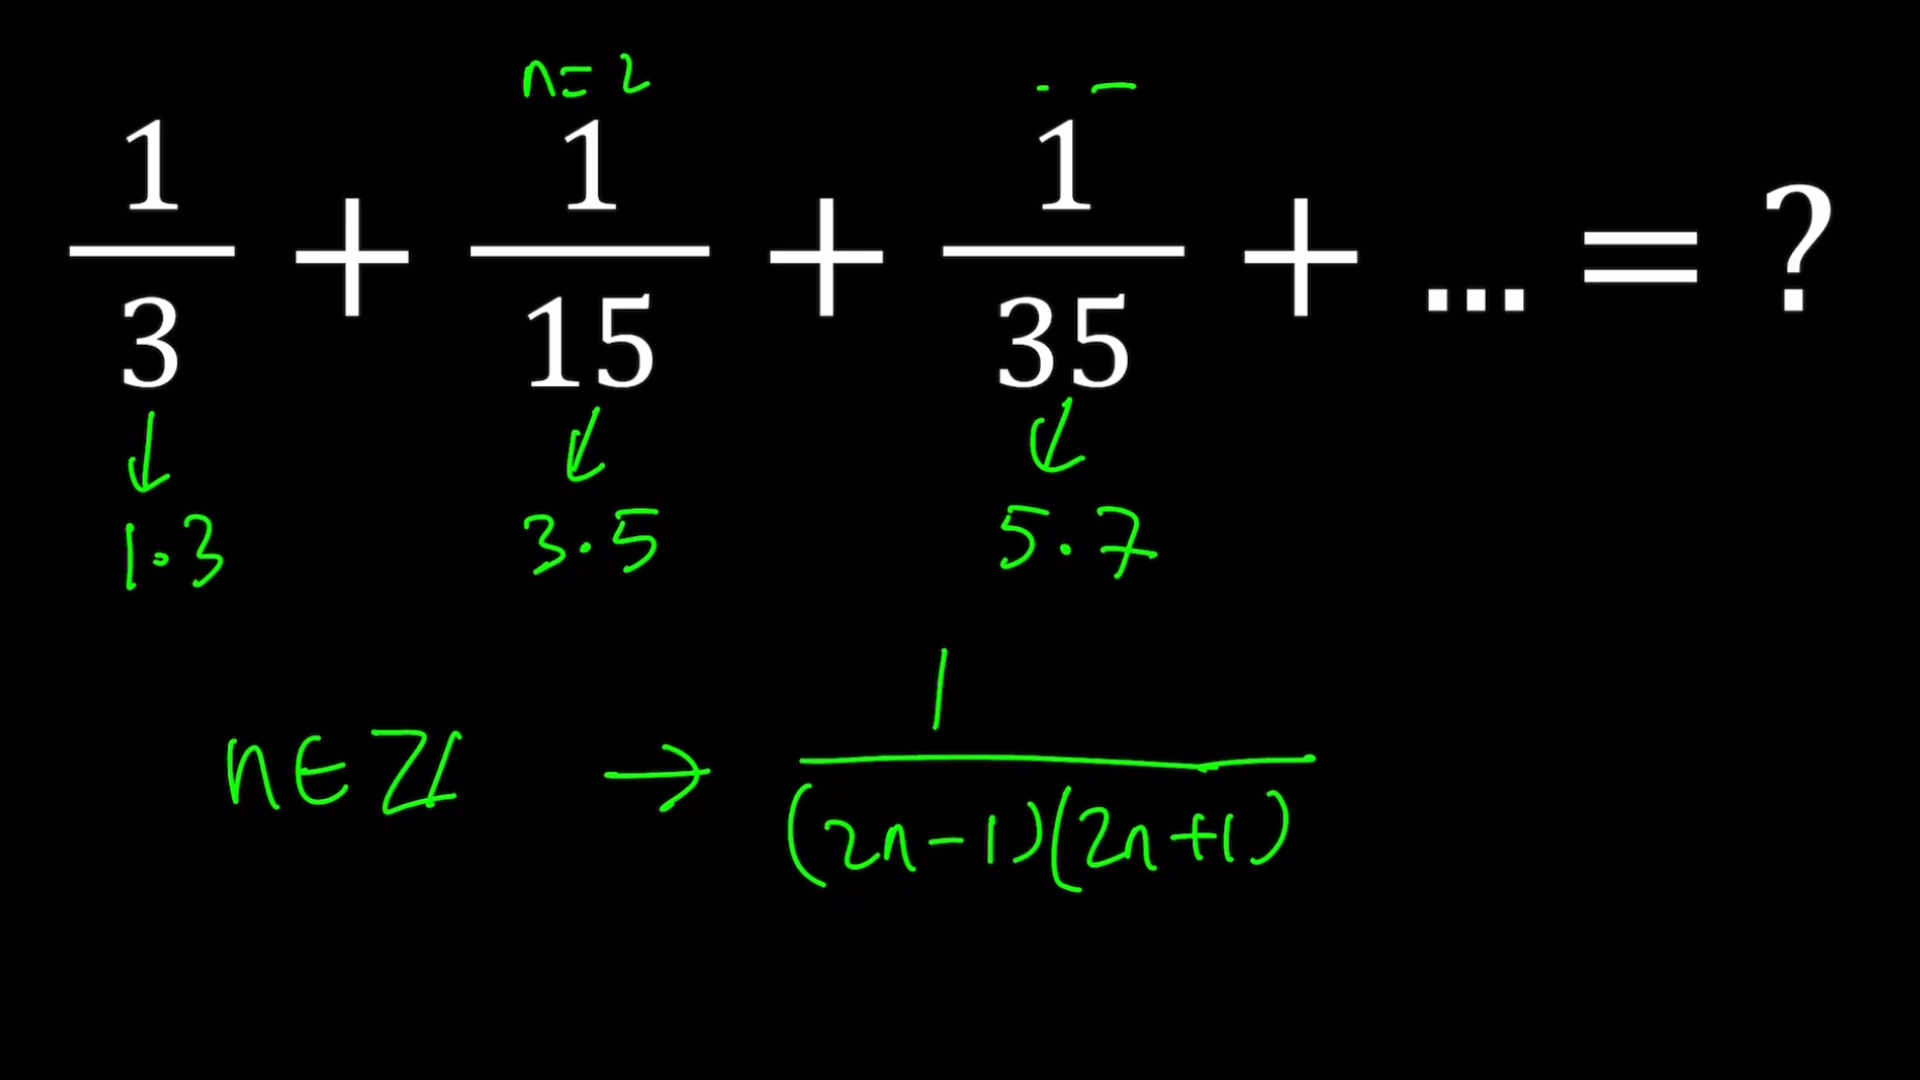 n=2
1/3 + 1/15 + 1/35 + ... = ?
1·3 3·5 5·7
n∈ℤ → 1/((2n-1)(2n+1))